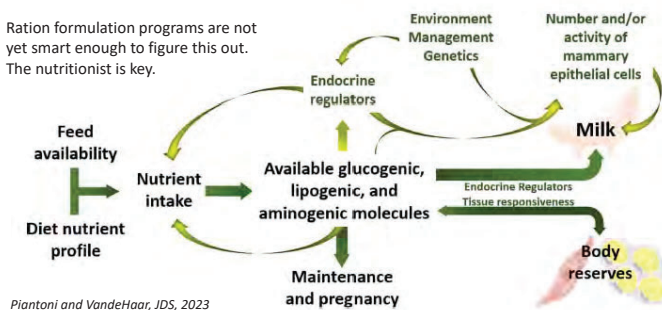 Ration formulation programs are not
yet smart enough to figure this out.
The nutritionist is key.
Environment
Management
Genetics
Number and/or
activity of
mammary
epithelial cells
Endocrine
regulators
Milk
Feed
availability
Nutrient
intake
Available glucogenic,
lipogenic, and
aminogenic molecules
Endocrine Regulators
Tissue responsiveness
Diet nutrient
profile
Body
reserves
Maintenance
and pregnancy
Piantoni and VandeHaar, JDS, 2023